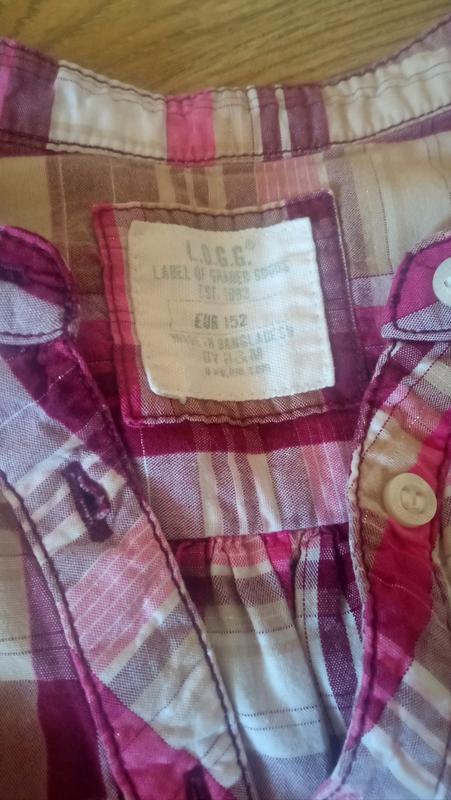 L.O.G.G.®
LABEL OF GRADED GOODS
EST. 1993
EUR 152
MADE IN BANGLADESH
BY H&M
www.hm.com